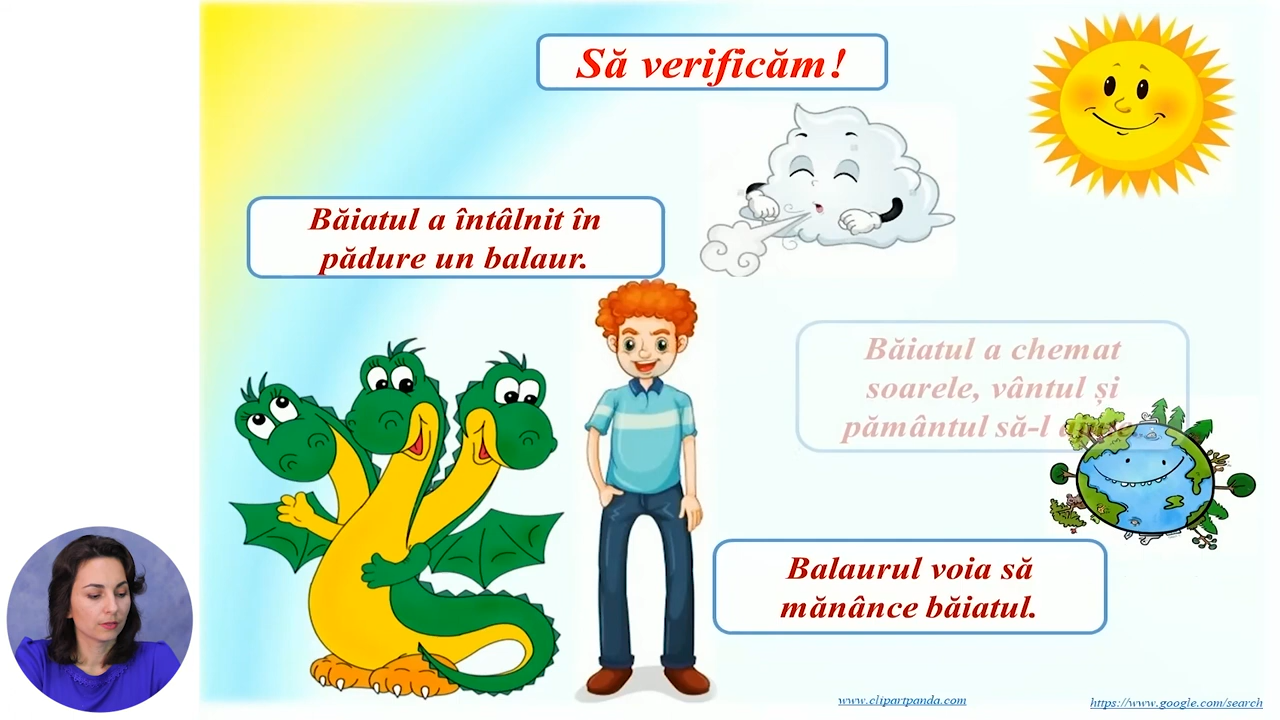 Să verificăm!
Băiatul a întâlnit în
pădure un balaur.
Băiatul a chemat
soarele, vântul și
pământul să-l
Balaurul voia să
mănânce băiatul.
www.clipartpanda.com
https://www.google.com/search